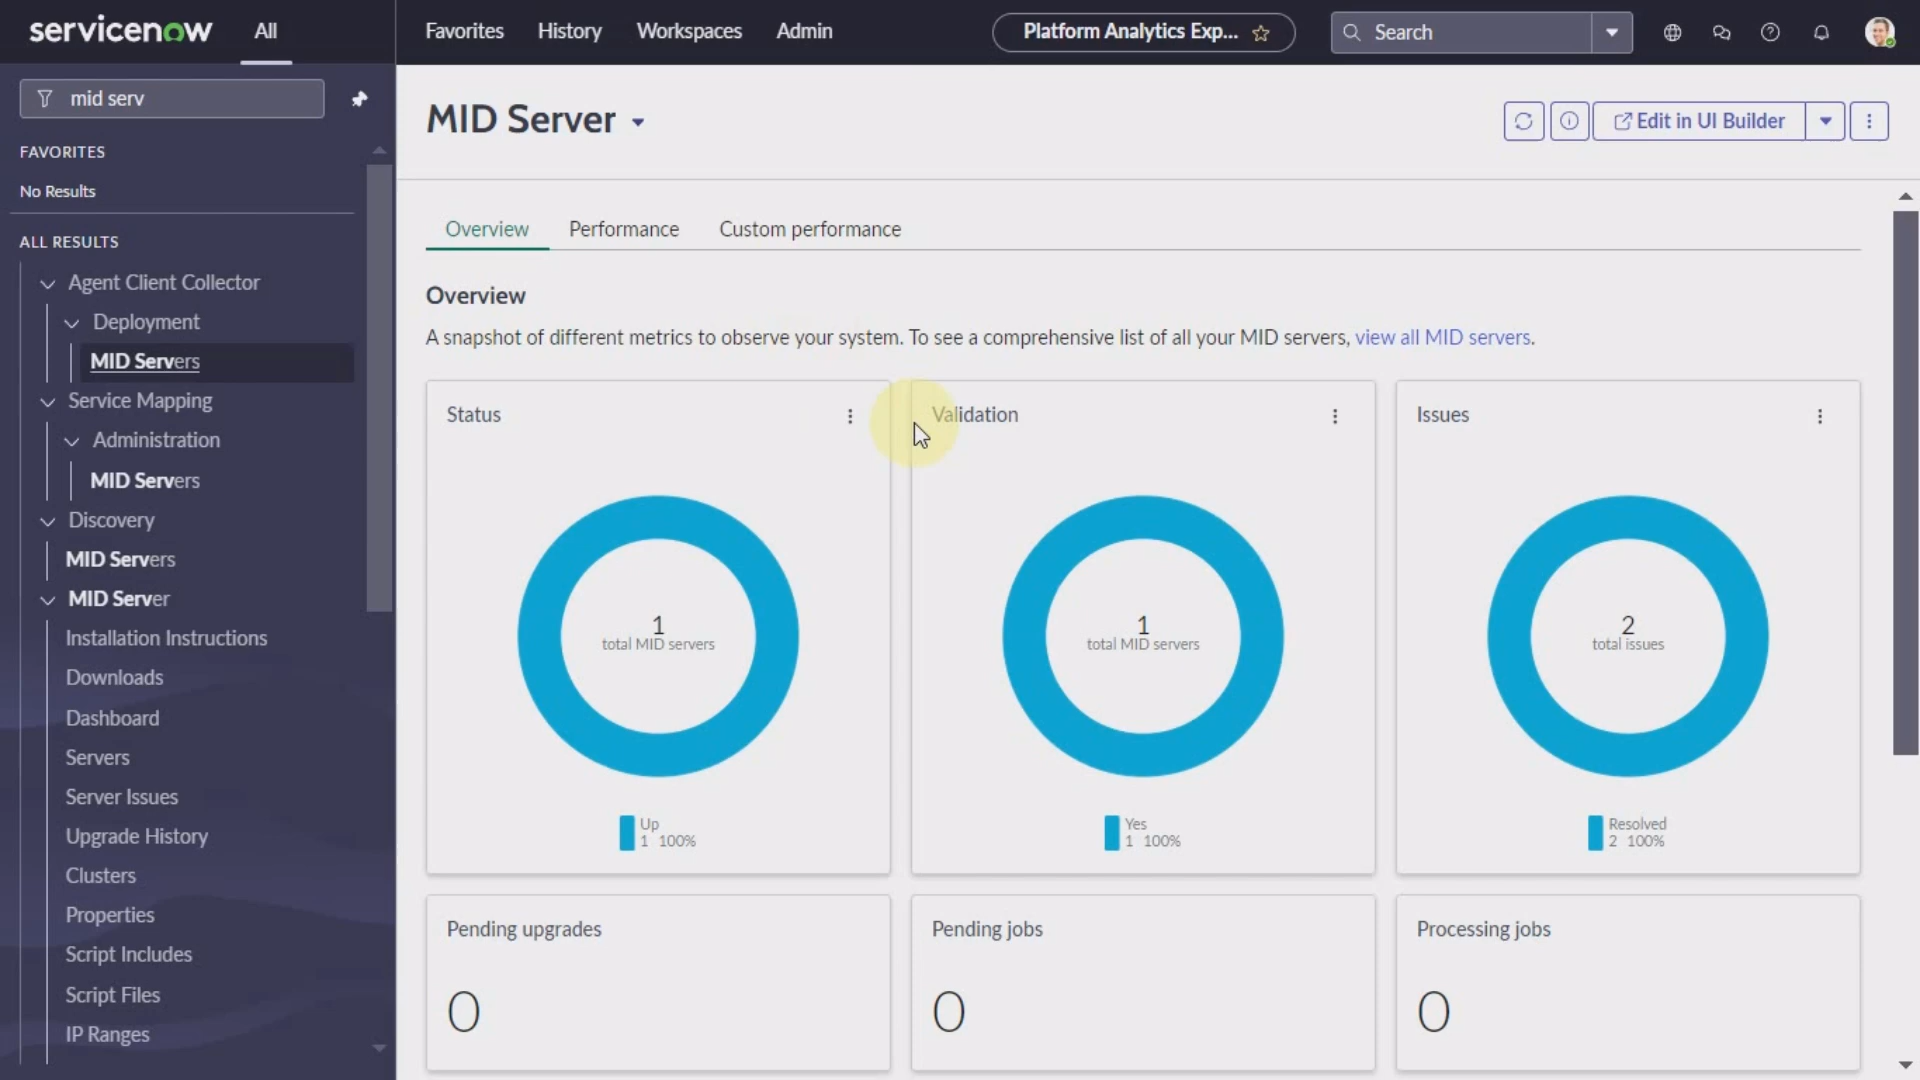 servicenow
All
Favorites
History
Workspaces
Admin
Platform Analytics Exp...
Search
mid serv
FAVORITES
No Results
ALL RESULTS
Agent Client Collector
Deployment
MID Servers
Service Mapping
Administration
MID Servers
Discovery
MID Servers
MID Server
Installation Instructions
Downloads
Dashboard
Servers
Server Issues
Upgrade History
Clusters
Properties
Script Includes
Script Files
IP Ranges
MID Server
Edit in UI Builder
Overview
Performance
Custom performance
Overview
A snapshot of different metrics to observe your system. To see a comprehensive list of all your MID servers, view all MID servers.
Status
1
total MID servers
Up
1 100%
Validation
1
total MID servers
Yes
1 100%
Issues
2
total issues
Resolved
2 100%
Pending upgrades
0
Pending jobs
0
Processing jobs
0